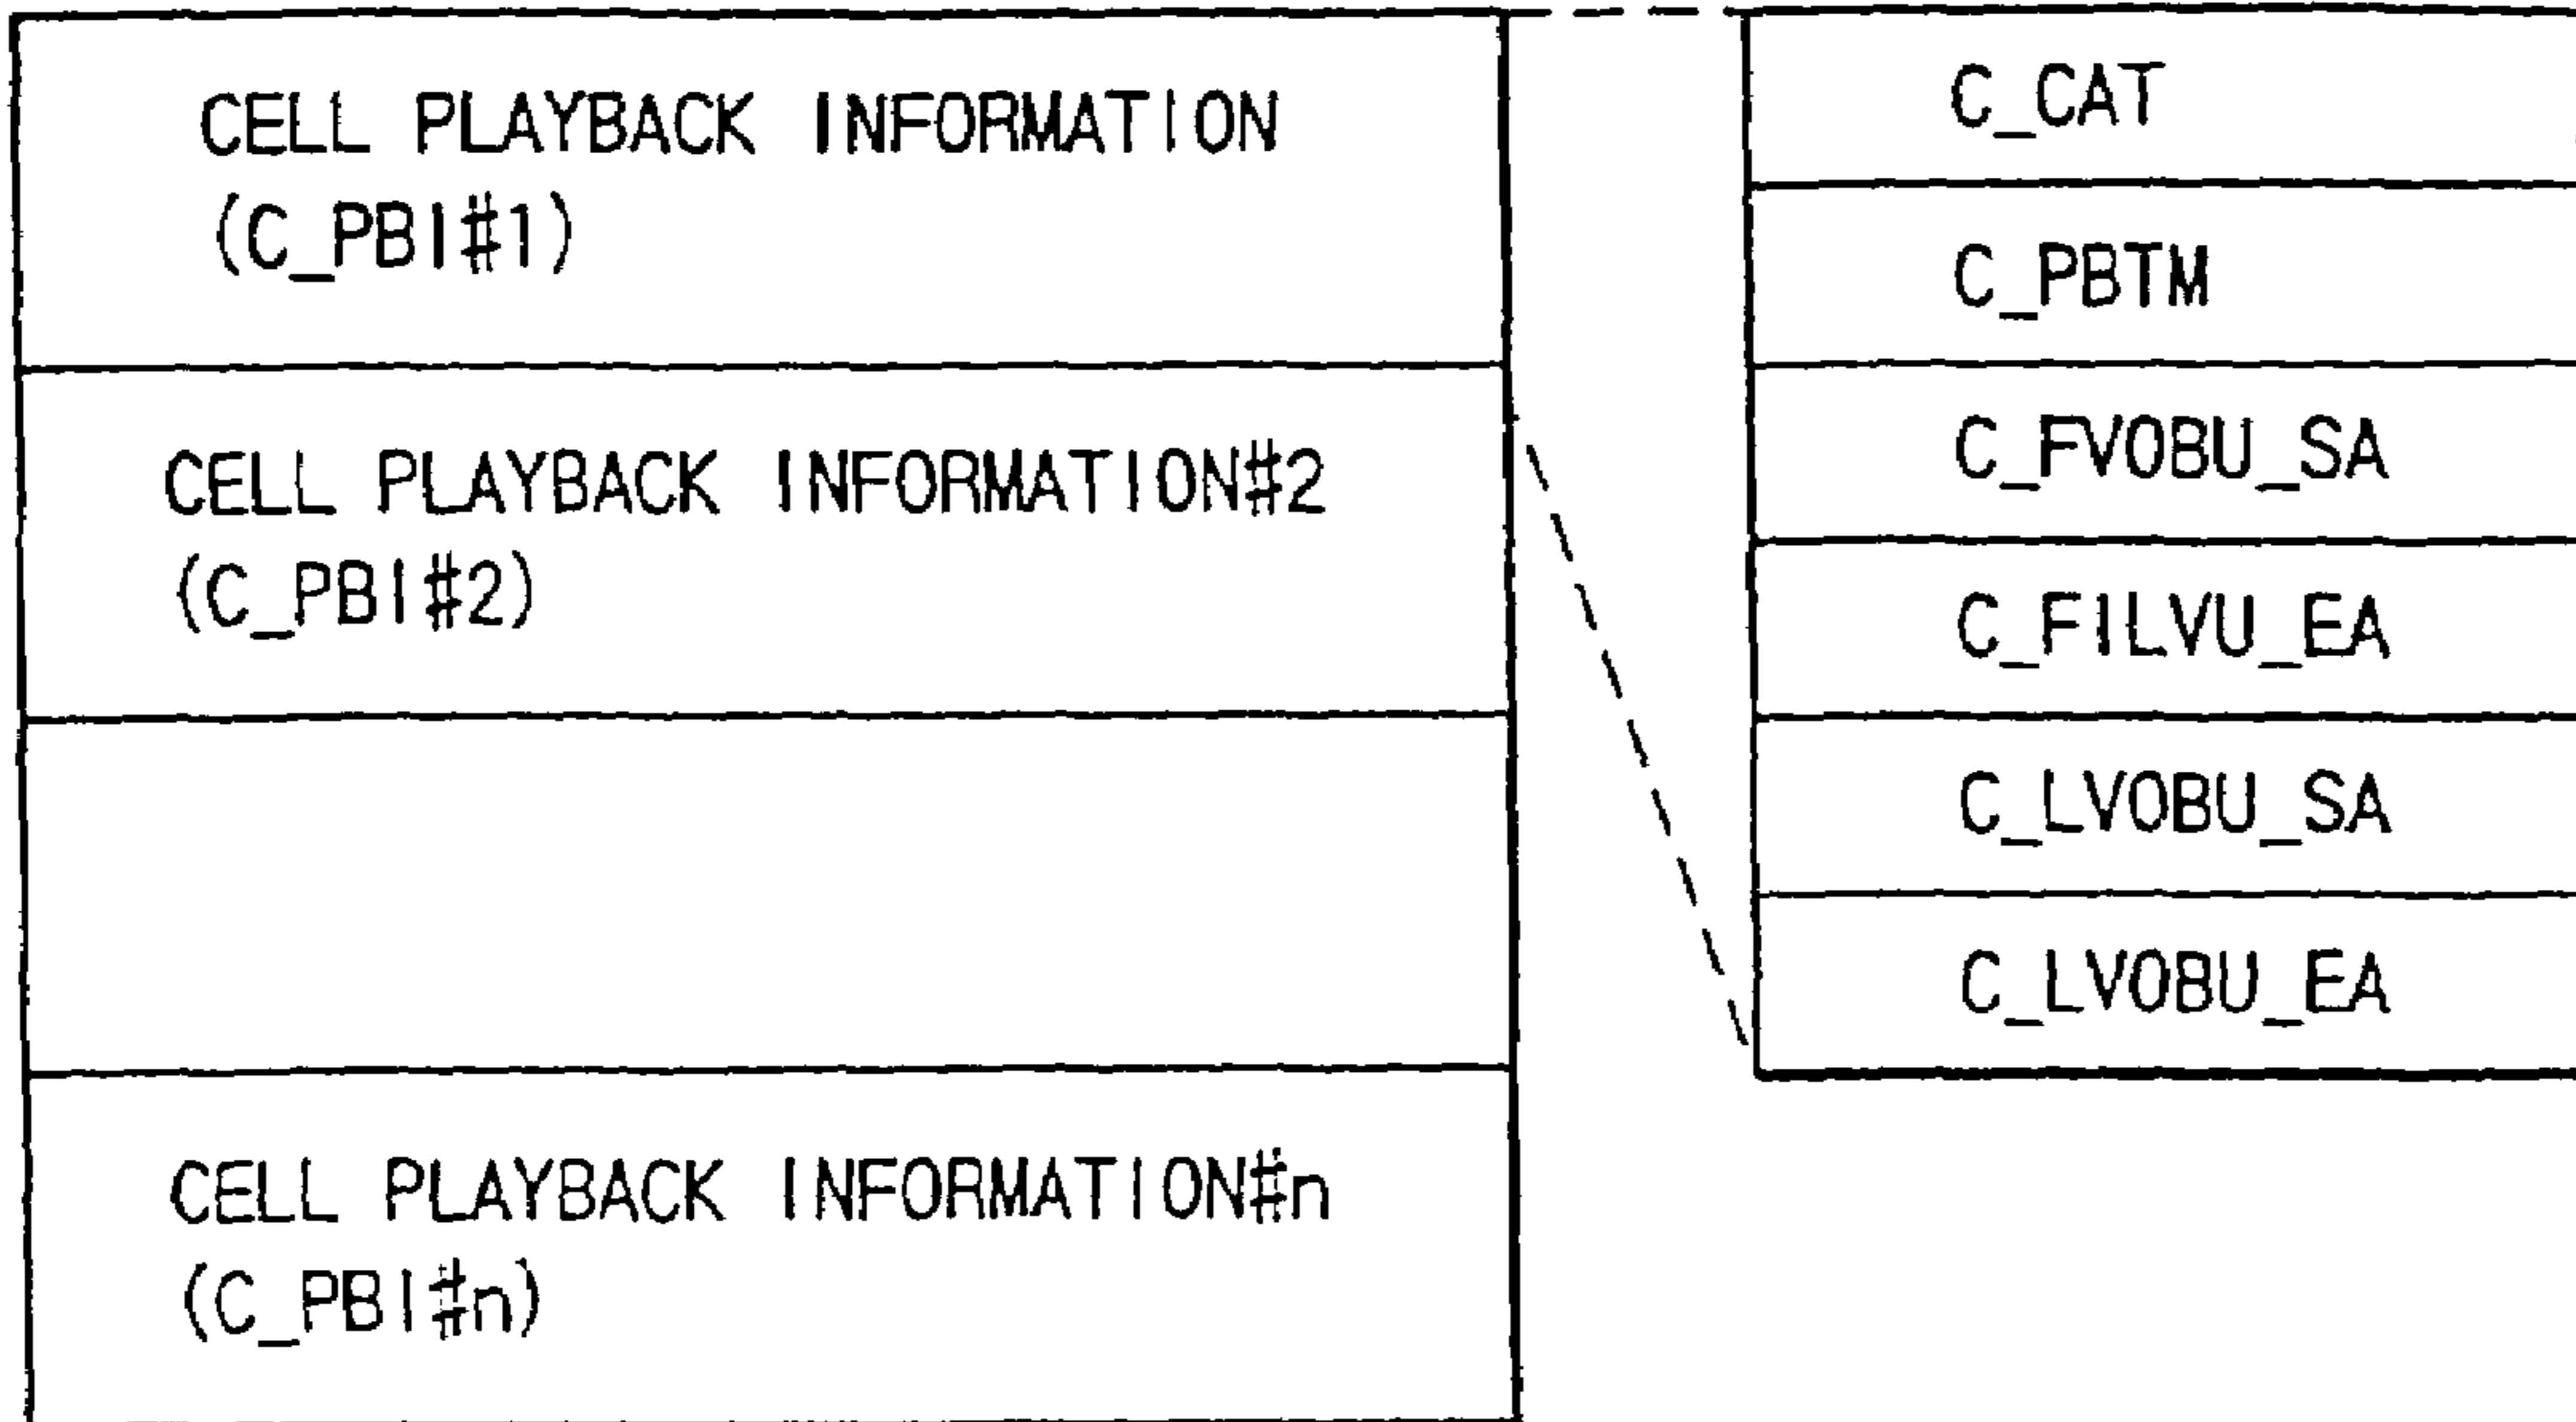 CELL PLAYBACK INFORMATION
(C_PBI#1)
CELL PLAYBACK INFORMATION#2
(C_PBI#2)
CELL PLAYBACK INFORMATION#n
(C_PBI#n)
C_CAT
C_PBTM
C_FVOBU_SA
C_FILVU_EA
C_LVOBU_SA
C_LVOBU_EA